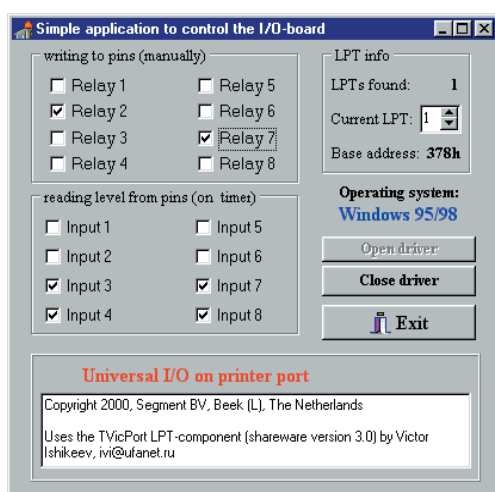 Simple application to control the I/O-board
writing to pins (manually)
Relay 1
Relay 2
Relay 3
Relay 4
Relay 5
Relay 6
Relay 7
Relay 8
reading level from pins (on timer)
Input 1
Input 2
Input 3
Input 4
Input 5
Input 6
Input 7
Input 8
LPT info
LPTs found: 1
Current LPT: 1
Base address: 378h
Operating system:
Windows 95/98
Open driver
Close driver
Exit
Universal I/O on printer port
Copyright 2000, Segment BV, Beek (L), The Netherlands
Uses the TVicPort LPT-component (shareware version 3.0) by Victor
Ishikeev, ivi@ufanet.ru